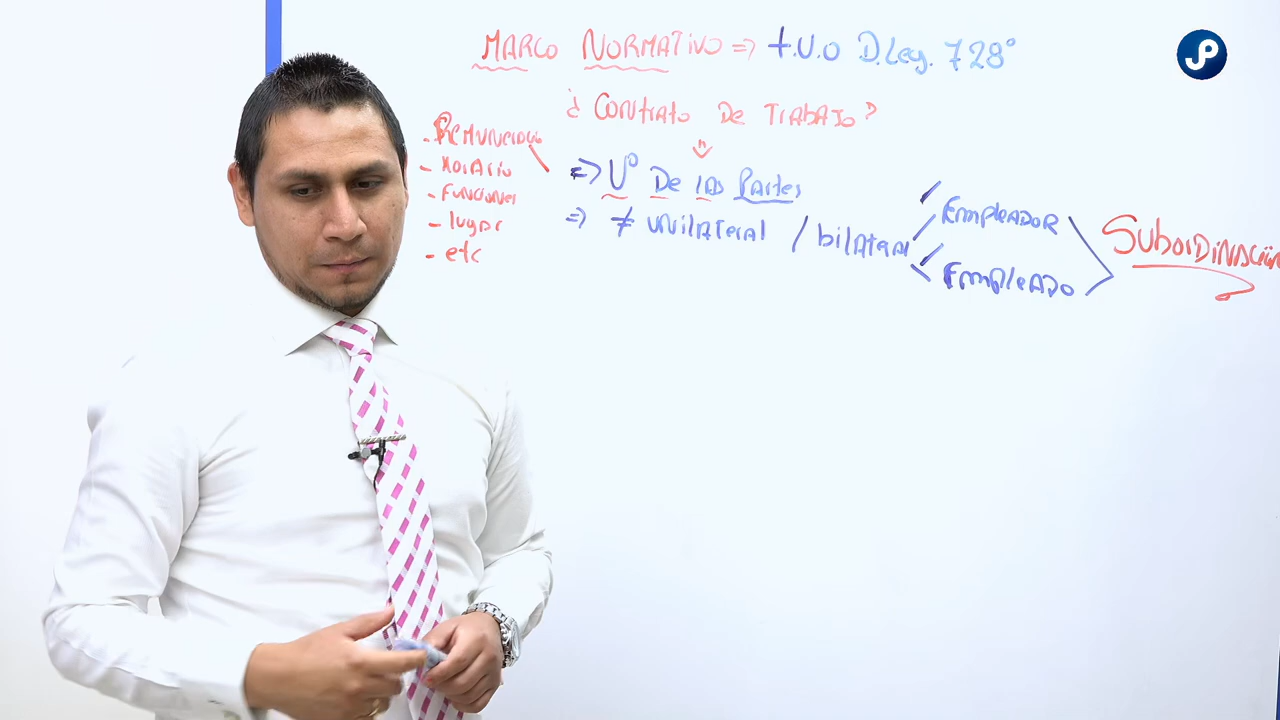 MARCO NORMATIVO => T.U.O D.Leg. 728°
¿ CONTRATO DE TRABAJO?
- Remuneración
- Horario
- Funciones
- lugar
- etc
=> V° De las Partes
=> ≠ unilateral / bilateral
Empleador
Empleado
SuborDinación
JP